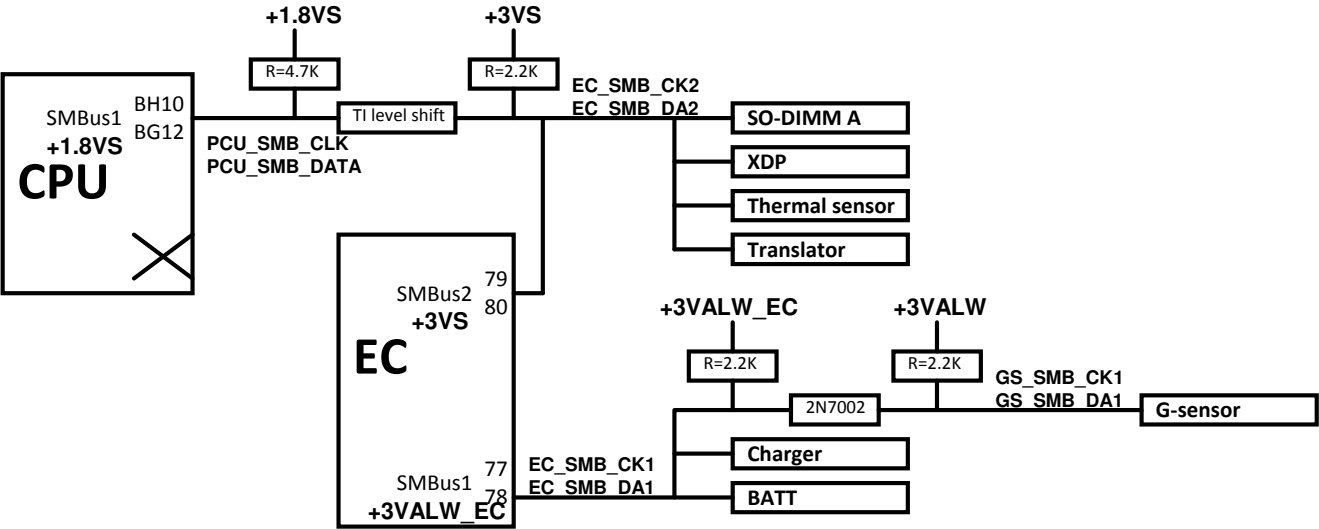 +1.8VS
+3VS
R=4.7K
R=2.2K
EC_SMB_CK2
EC_SMB_DA2
SMBus1
+1.8VS
CPU
BH10
BG12
PCU_SMB_CLK
PCU_SMB_DATA
TI level shift
SO-DIMM A
XDP
Thermal sensor
Translator
SMBus2
+3VS
79
80
EC
+3VALW_EC
+3VALW
R=2.2K
R=2.2K
GS_SMB_CK1
GS_SMB_DA1
2N7002
G-sensor
Charger
BATT
SMBus1
+3VALW_EC
77
78
EC_SMB_CK1
EC_SMB_DA1